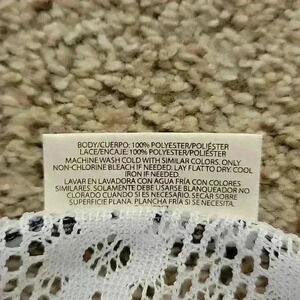 BODY/CUERPO: 100% POLYESTER/POLIÉSTER
LACE/ENCAJE: 100% POLYESTER/POLIÉSTER
MACHINE WASH COLD WITH SIMILAR COLORS. ONLY
NON-CHLORINE BLEACH IF NEEDED. LAY FLAT TO DRY. COOL
IRON IF NEEDED.
LAVAR EN LAVADORA CON AGUA FRÍA CON COLORES
SIMILARES. SOLAMENTE DEBE USARSE BLANQUEADOR NO
CLORADO CUANDO ES NECESARIO. SECAR SOBRE
SUPERFICIE PLANA. PLANCHA FRÍA SI SE NECESITA.